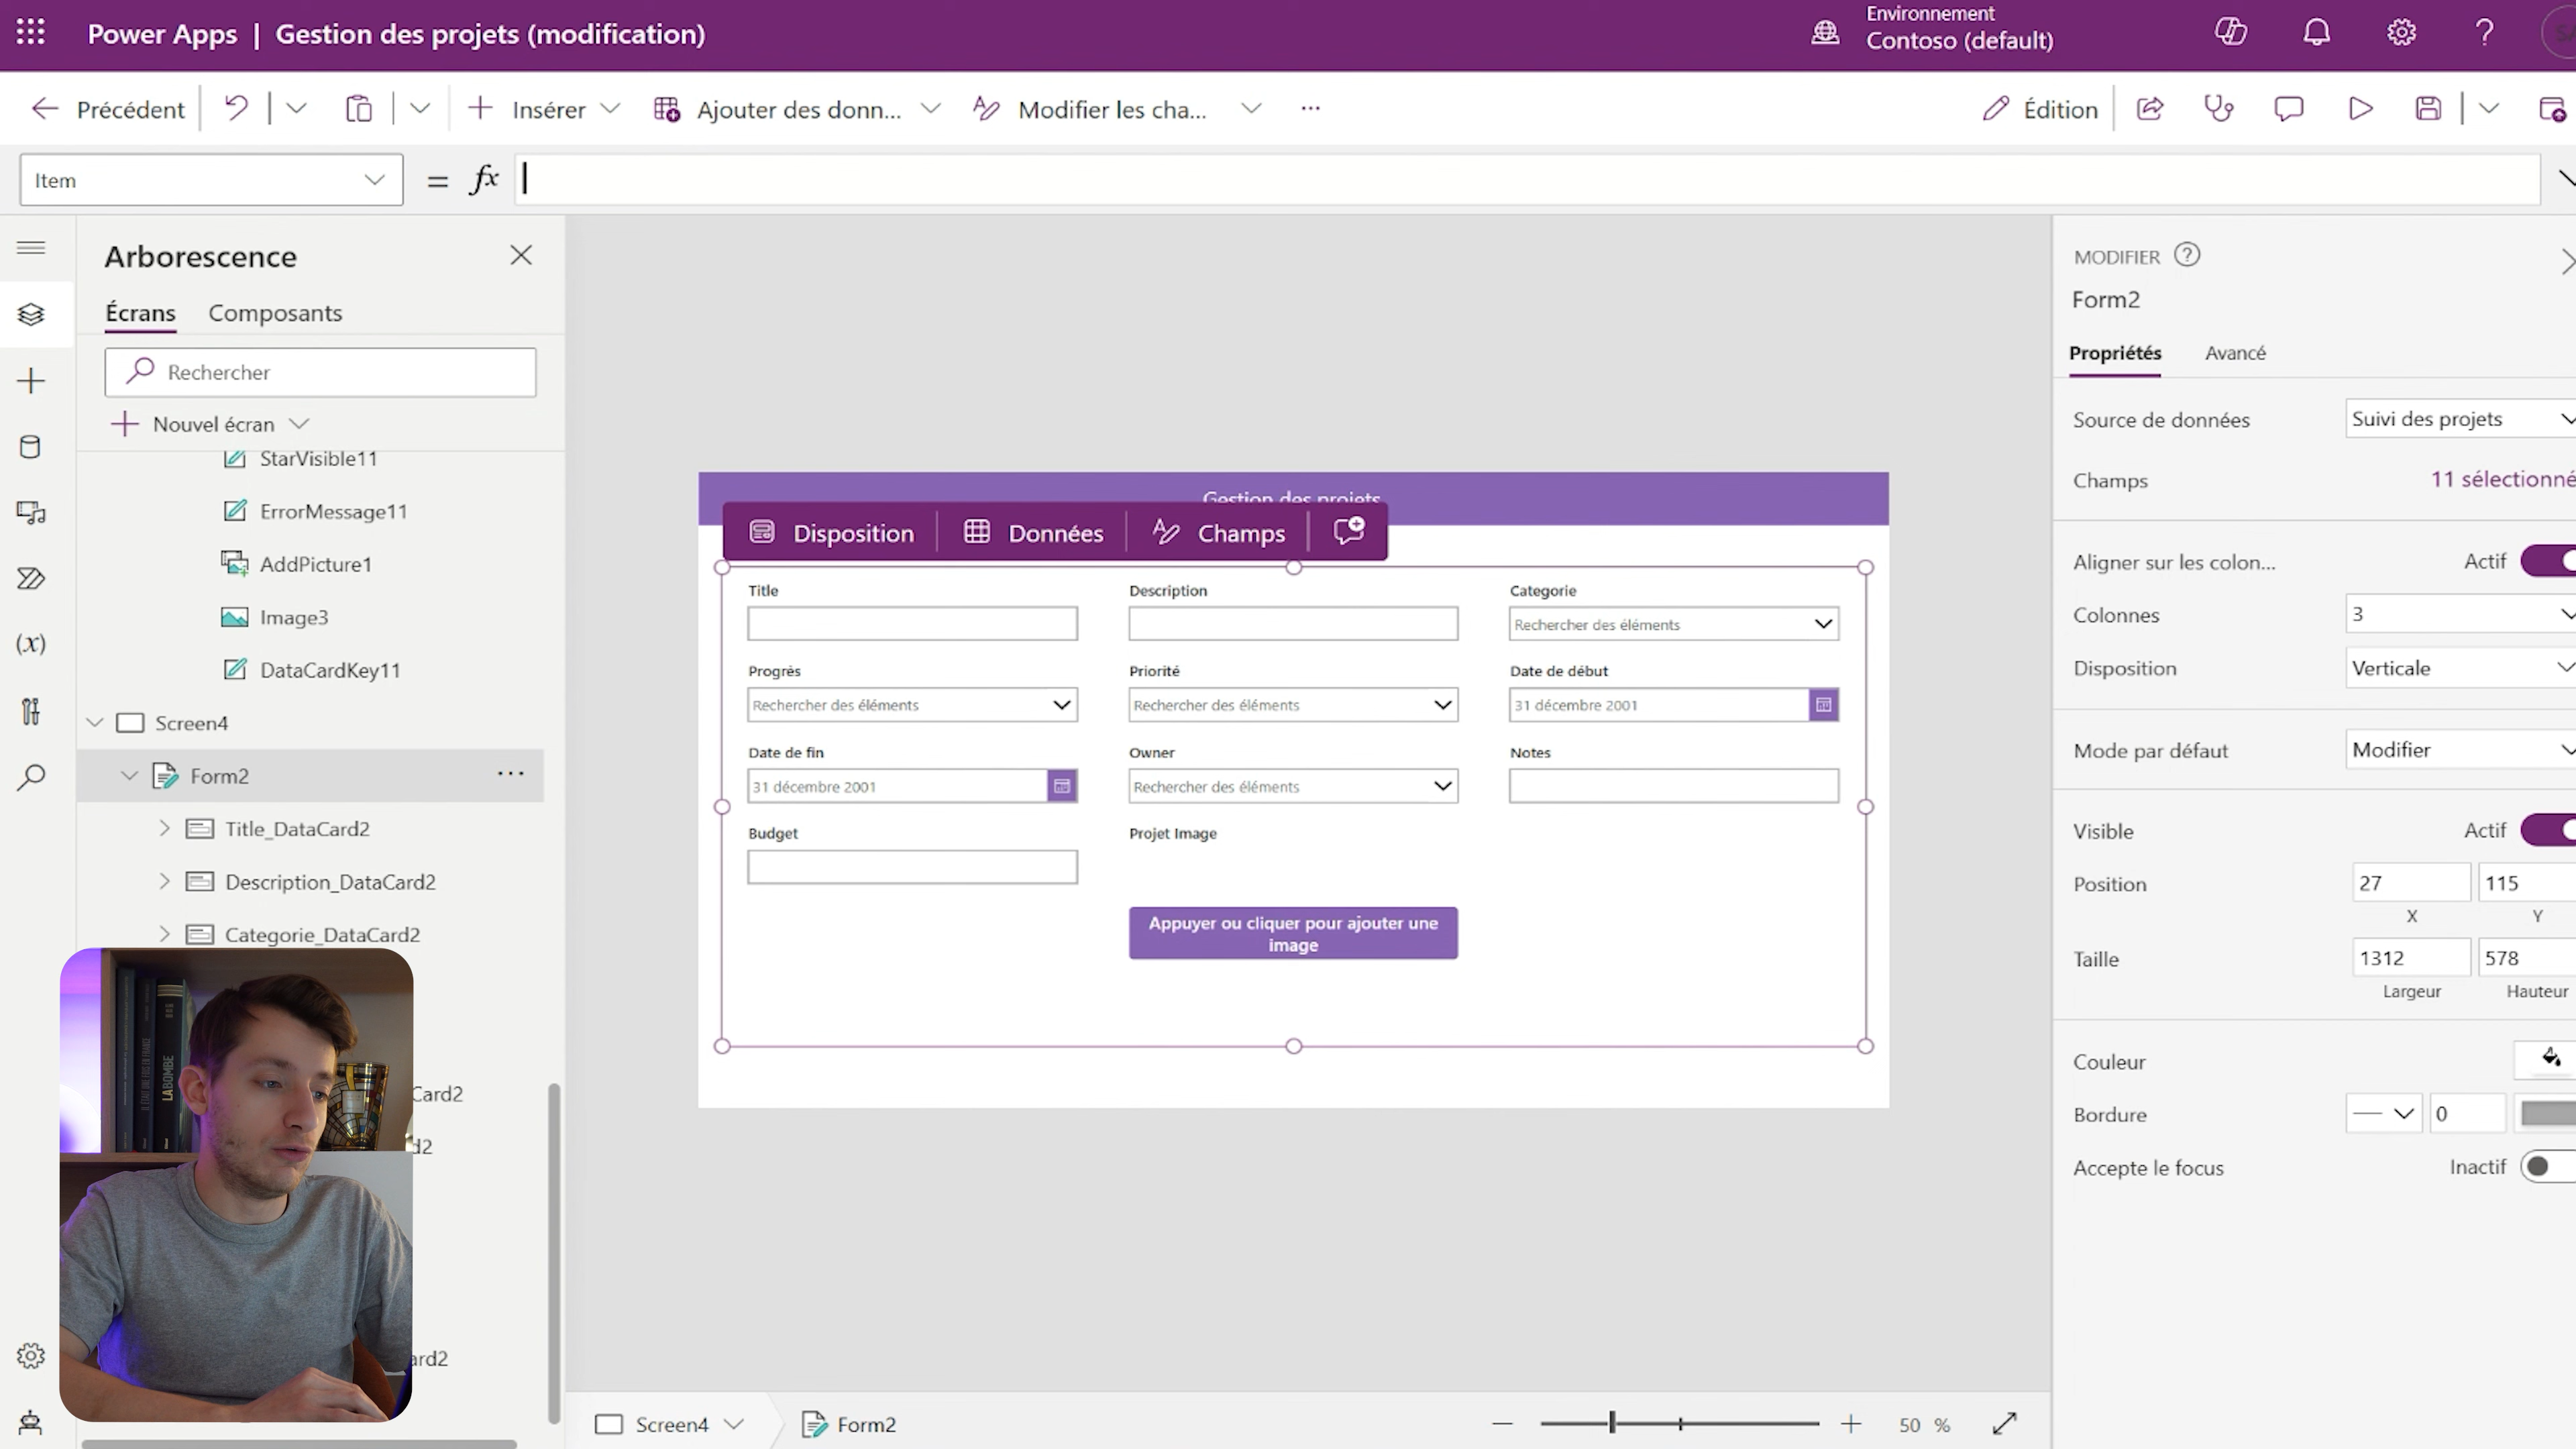 Power Apps | Gestion des projets (modification)
Environnement
Contoso (default)
Précédent
Insérer
Ajouter des donn...
Modifier les cha...
Édition
Item
= fx
Arborescence
Écrans
Composants
Rechercher
Nouvel écran
StarVisible11
ErrorMessage11
AddPicture1
Image3
DataCardKey11
Screen4
Form2
Title_DataCard2
Description_DataCard2
Categorie_DataCard2
Card2
d2
ard2
LABOMBE
Gestion des projets
Disposition
Données
Champs
Title
Description
Categorie
Rechercher des éléments
Progrès
Priorité
Date de début
Rechercher des éléments
Rechercher des éléments
31 décembre 2001
Date de fin
Owner
Notes
31 décembre 2001
Rechercher des éléments
Budget
Projet Image
Appuyer ou cliquer pour ajouter une
image
Screen4
Form2
50 %
MODIFIER
Form2
Propriétés
Avancé
Source de données
Suivi des projets
Champs
11 sélectionné
Aligner sur les colon...
Actif
Colonnes
3
Disposition
Verticale
Mode par défaut
Modifier
Visible
Actif
Position
27
115
X
Y
Taille
1312
578
Largeur
Hauteur
Couleur
Bordure
0
Accepte le focus
Inactif